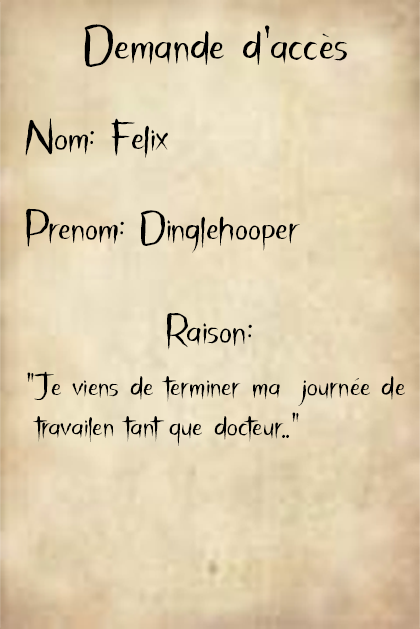 Demande d'accès
Nom: Felix
Prenom: Dinglehooper
Raison:
"Je viens de terminer ma journée de
travailen tant que docteur.."